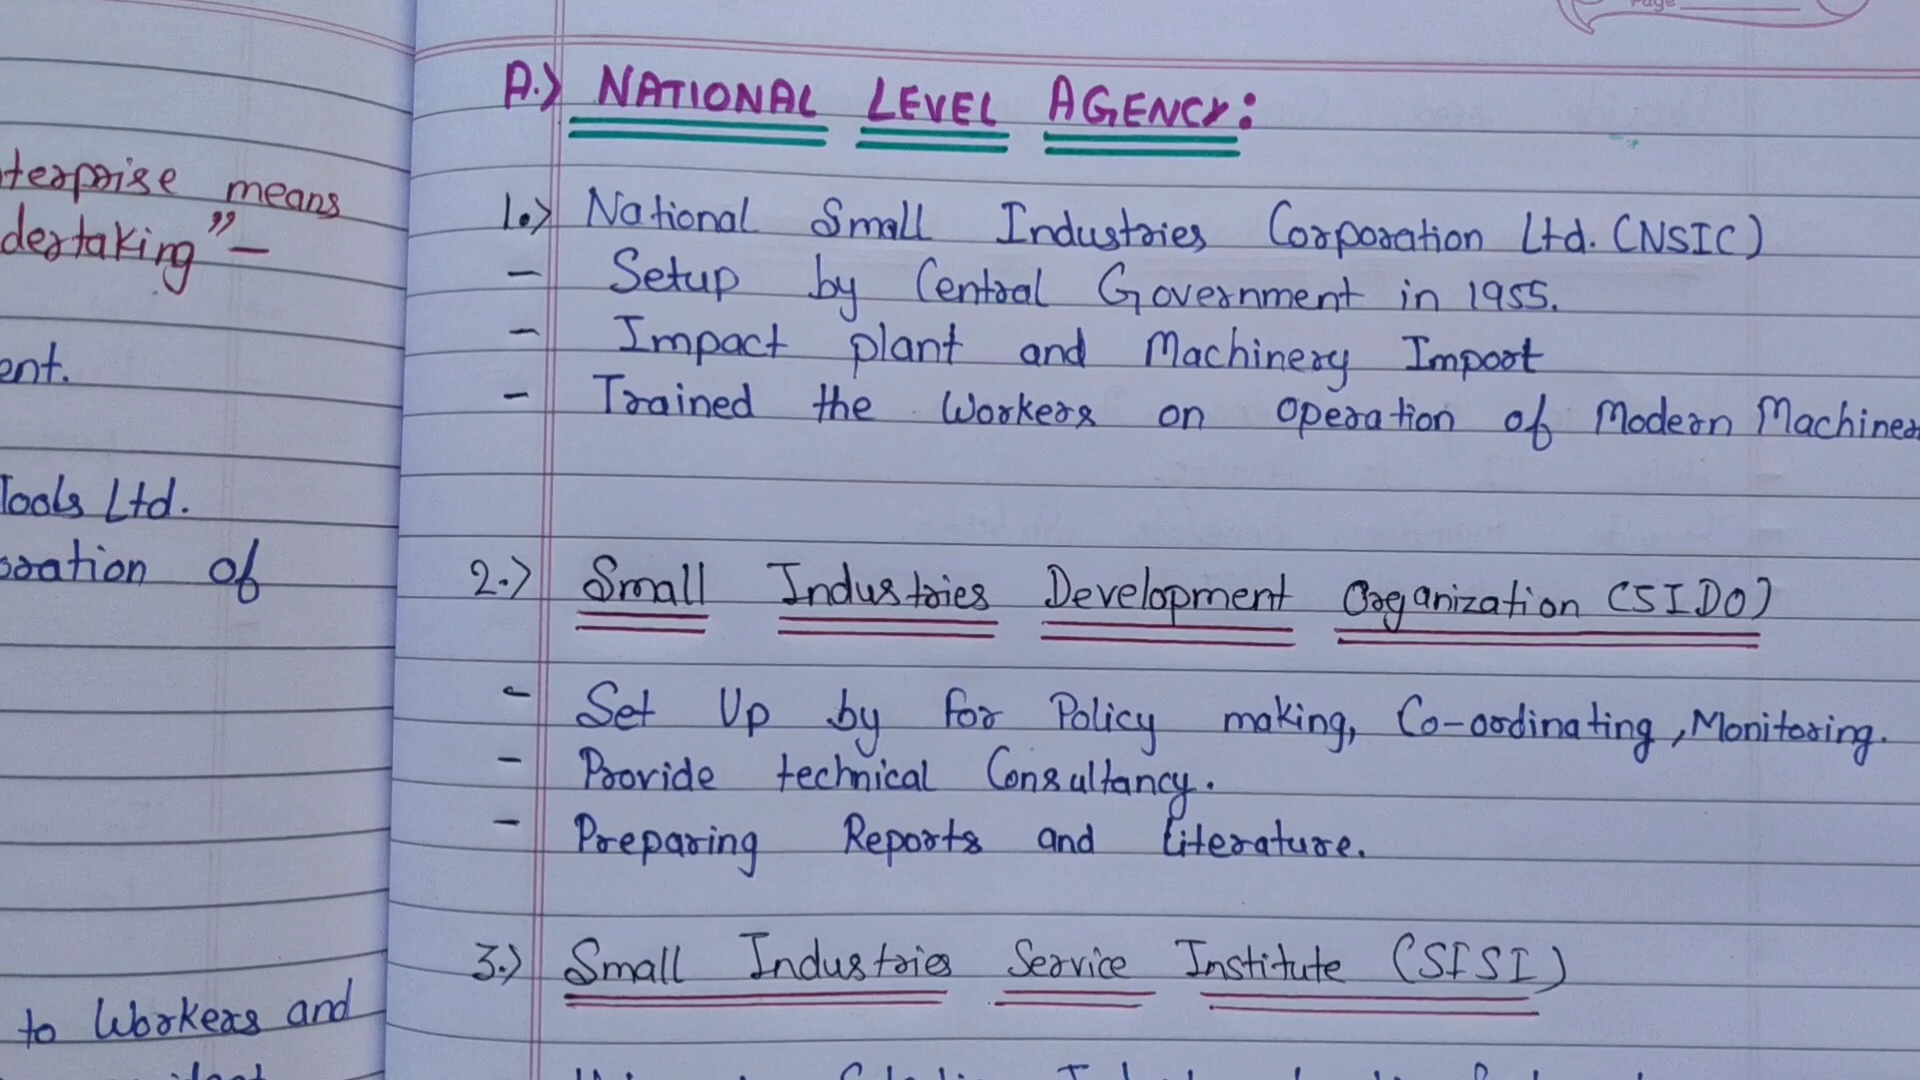 Page
terprise means
dertaking" –
ent.
Tools Ltd.
oration of
to Workers and
A.) NATIONAL LEVEL AGENCY:
1.) National Small Industries Corporation Ltd. (NSIC)
- Setup by Central Government in 1955.
- Impact plant and Machinery Import
- Trained the Workers on Operation of Modern Machiner
2.) Small Industries Development Organization (SIDO)
- Set Up by for Policy making, Co-ordinating, Monitoring.
- Provide technical Consultancy.
- Preparing Reports and Literature.
3.) Small Industries Service Institute (SISI)